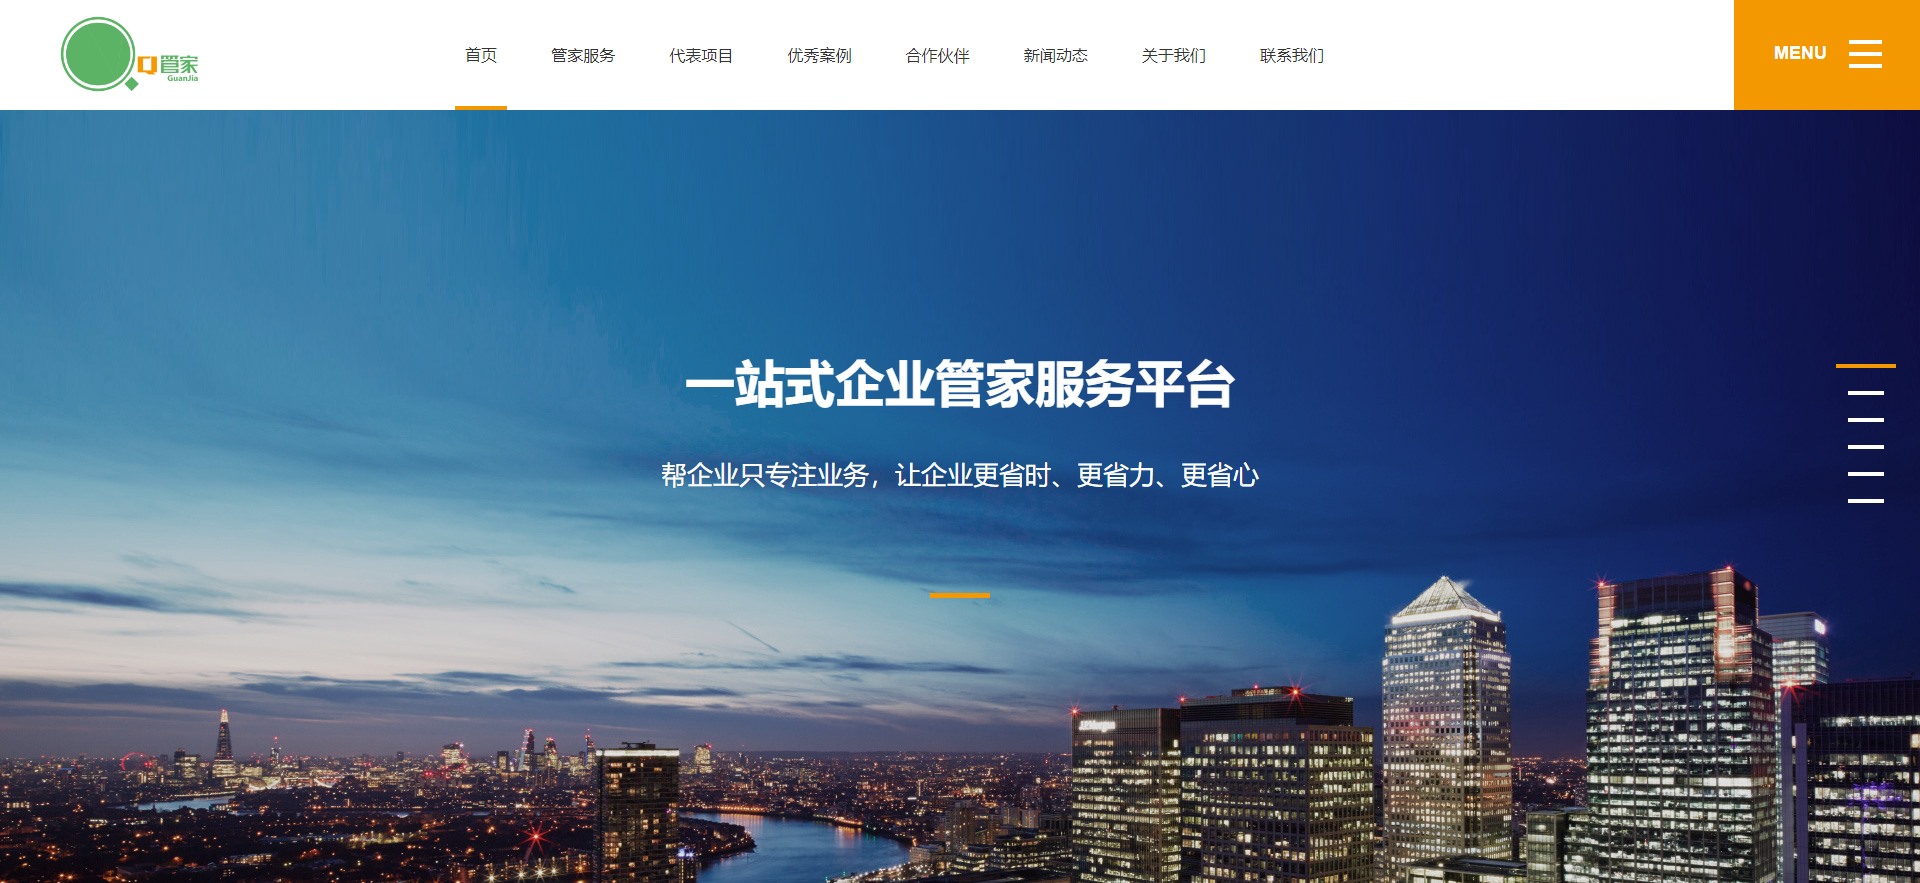 Q管家
GuanJia
首页
管家服务
代表项目
优秀案例
合作伙伴
新闻动态
关于我们
联系我们
MENU
一站式企业管家服务平台
帮企业只专注业务，让企业更省时、更省力、更省心